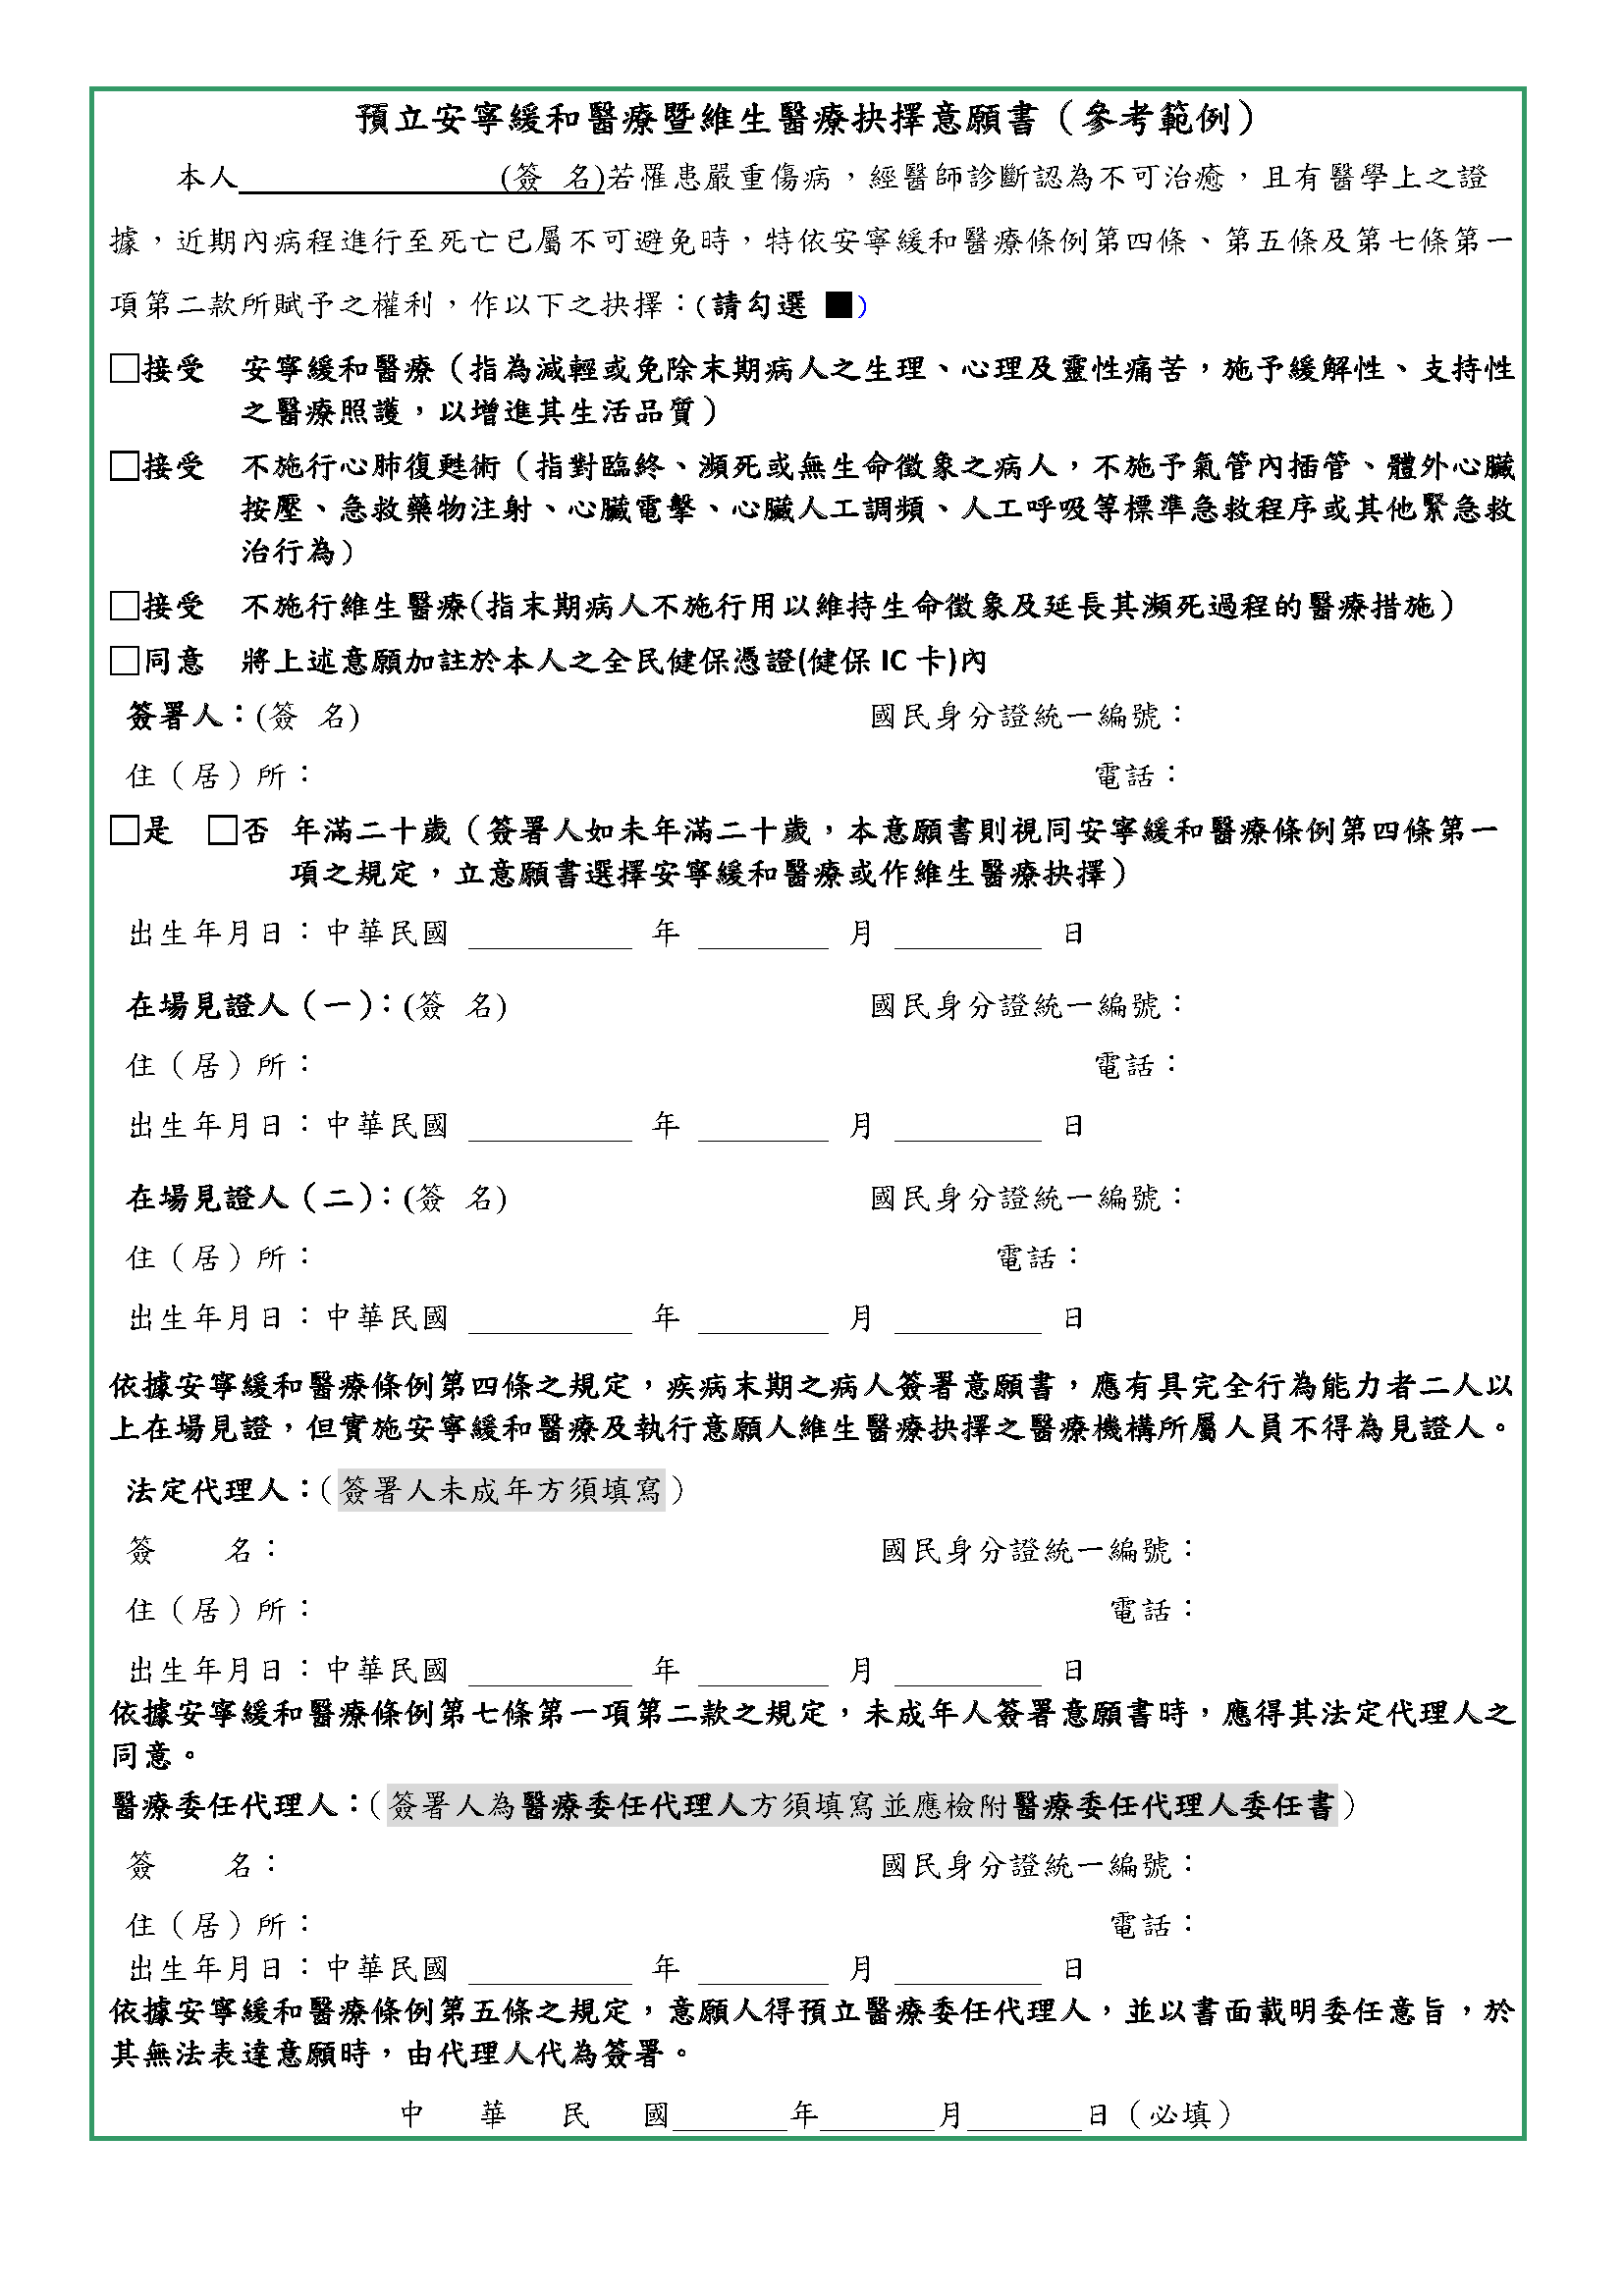 預立安寧緩和醫療暨維生醫療抉擇意願書（參考範例）
本人＿＿＿＿＿＿＿＿(簽 名)若罹患嚴重傷病，經醫師診斷認為不可治癒，且有醫學上之證
據，近期內病程進行至死亡已屬不可避免時，特依安寧緩和醫療條例第四條、第五條及第七條第一
項第二款所賦予之權利，作以下之抉擇：(請勾選 ■)
□接受 安寧緩和醫療（指為減輕或免除末期病人之生理、心理及靈性痛苦，施予緩解性、支持性
之醫療照護，以增進其生活品質）
□接受 不施行心肺復甦術（指對臨終、瀕死或無生命徵象之病人，不施予氣管內插管、體外心臟
按壓、急救藥物注射、心臟電擊、心臟人工調頻、人工呼吸等標準急救程序或其他緊急救
治行為）
□接受 不施行維生醫療(指末期病人不施行用以維持生命徵象及延長其瀕死過程的醫療措施）
□同意 將上述意願加註於本人之全民健保憑證(健保 IC 卡)內
簽署人：(簽 名) 國民身分證統一編號：
住（居）所： 電話：
□是 □否 年滿二十歲（簽署人如未年滿二十歲，本意願書則視同安寧緩和醫療條例第四條第一
項之規定，立意願書選擇安寧緩和醫療或作維生醫療抉擇）
出生年月日：中華民國 __________ 年 ________ 月 _________ 日
在場見證人（一）：(簽 名) 國民身分證統一編號：
住（居）所： 電話：
出生年月日：中華民國 __________ 年 ________ 月 _________ 日
在場見證人（二）：(簽 名) 國民身分證統一編號：
住（居）所： 電話：
出生年月日：中華民國 __________ 年 ________ 月 _________ 日
依據安寧緩和醫療條例第四條之規定，疾病末期之病人簽署意願書，應有具完全行為能力者二人以
上在場見證，但實施安寧緩和醫療及執行意願人維生醫療抉擇之醫療機構所屬人員不得為見證人。
法定代理人：（簽署人未成年方須填寫）
簽 名： 國民身分證統一編號：
住（居）所： 電話：
出生年月日：中華民國 __________ 年 ________ 月 _________ 日
依據安寧緩和醫療條例第七條第一項第二款之規定，未成年人簽署意願書時，應得其法定代理人之
同意。
醫療委任代理人：（簽署人為醫療委任代理人方須填寫並應檢附醫療委任代理人委任書）
簽 名： 國民身分證統一編號：
住（居）所： 電話：
出生年月日：中華民國 __________ 年 ________ 月 _________ 日
依據安寧緩和醫療條例第五條之規定，意願人得預立醫療委任代理人，並以書面載明委任意旨，於
其無法表達意願時，由代理人代為簽署。
中 華 民 國_______年_______月_______日（必填）